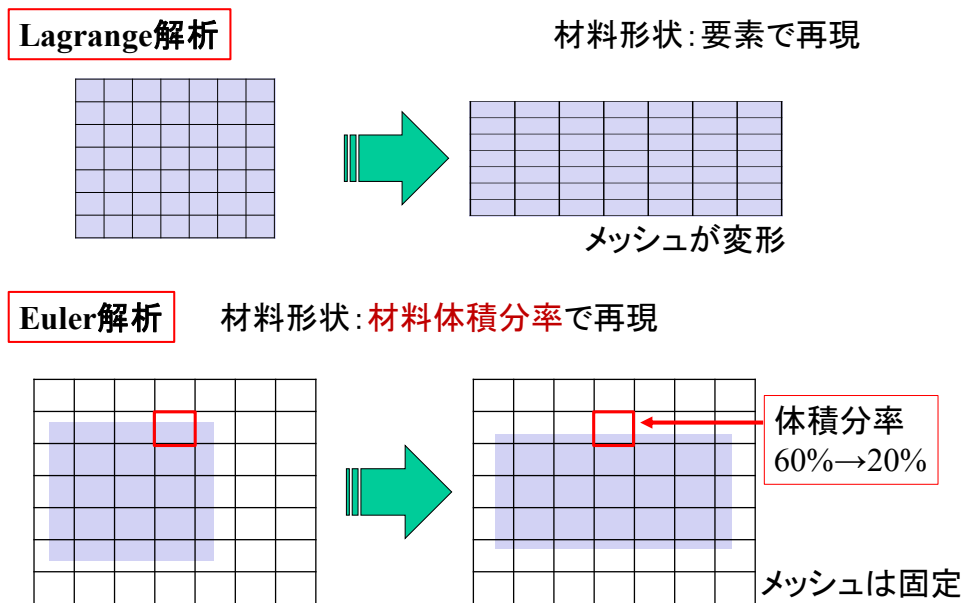 Lagrange解析
材料形状：要素で再現
メッシュが変形
Euler解析
材料形状：材料体積分率で再現
体積分率
60%→20%
メッシュは固定